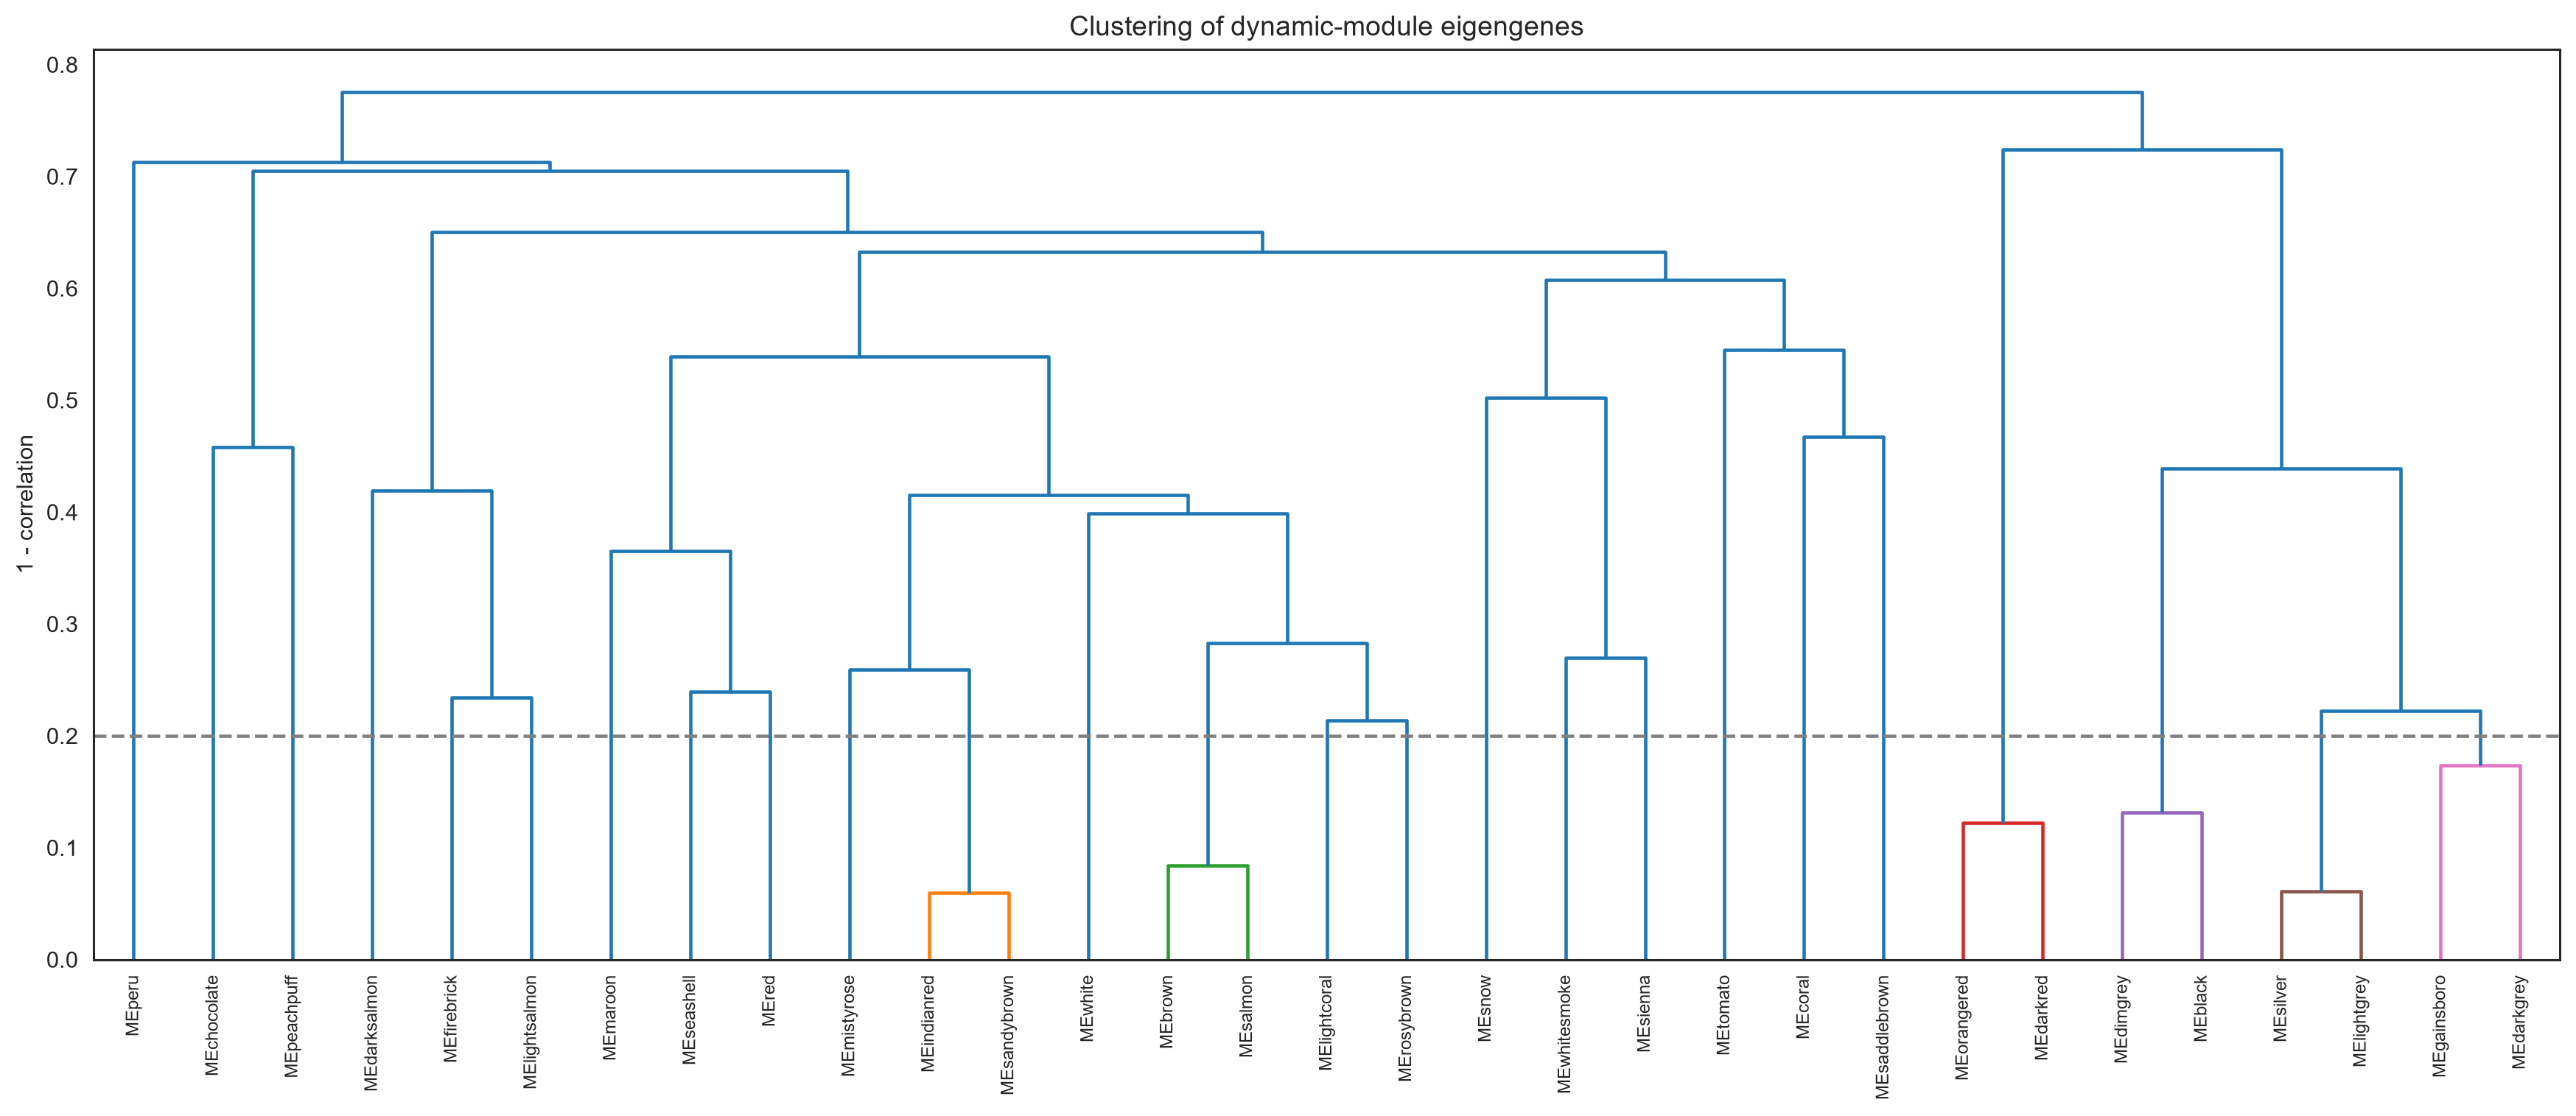 Clustering of dynamic-module eigengenes
1 - correlation
0.8
0.7
0.6
0.5
0.4
0.3
0.2
0.1
0.0
MEperu
MEchocolate
MEpeachpuff
MEdarksalmon
MEfirebrick
MElightsalmon
MEmaroon
MEseashell
MEred
MEmistyrose
MEindianred
MEsandybrown
MEwhite
MEbrown
MEsalmon
MElightcoral
MErosybrown
MEsnow
MEwhitesmoke
MEsienna
MEtomato
MEcoral
MEsaddlebrown
MEorangered
MEdarkred
MEdimgrey
MEblack
MEsilver
MElightgrey
MEgainsboro
MEdarkgrey